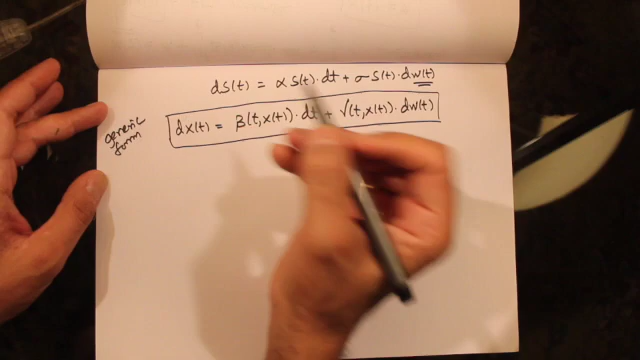 dS(t) = α S(t)·dt + σ S(t)·dw(t)
generic form
dx(t) = β(t,x(t))·dt + γ(t,x(t))·dw(t)